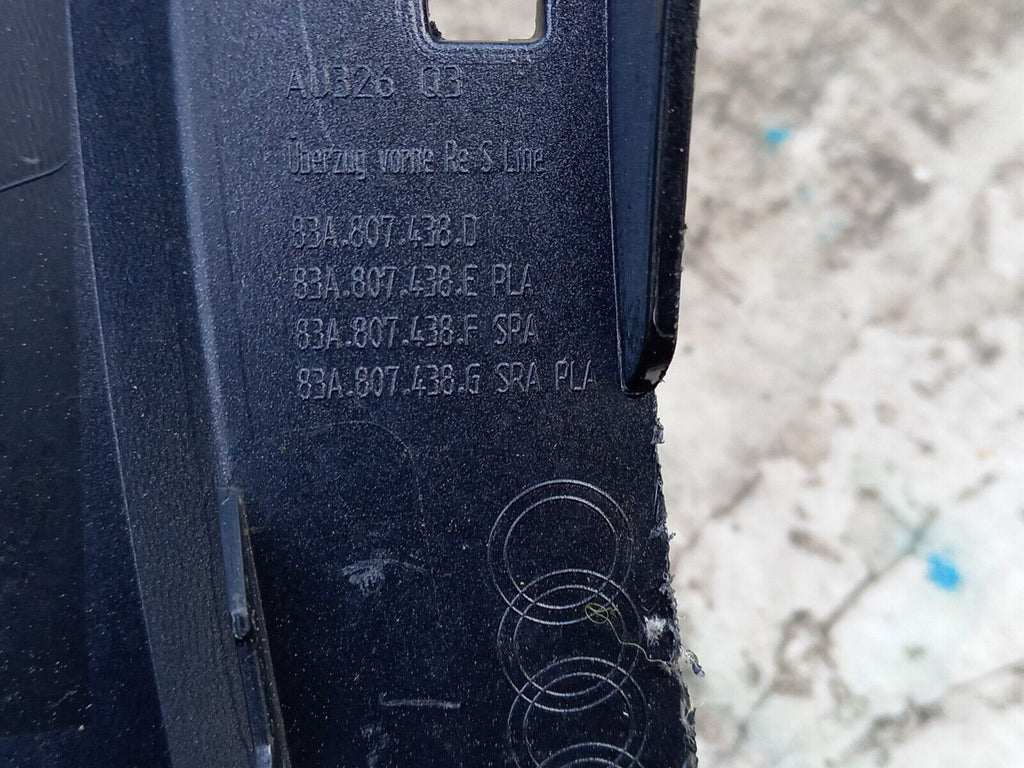 AU326 Q3
Überzug vorne Re S Line
83A.807.438.D
83A.807.438.E PLA
83A.807.438.F SRA
83A.807.438.G SRA PLA